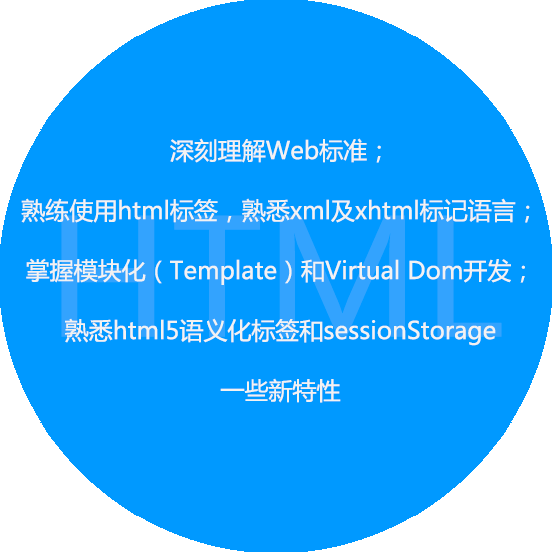 深刻理解Web标准；
熟练使用html标签，熟悉xml及xhtml标记语言；
HTML
掌握模块化（Template）和Virtual Dom开发；
熟悉html5语义化标签和sessionStorage
一些新特性